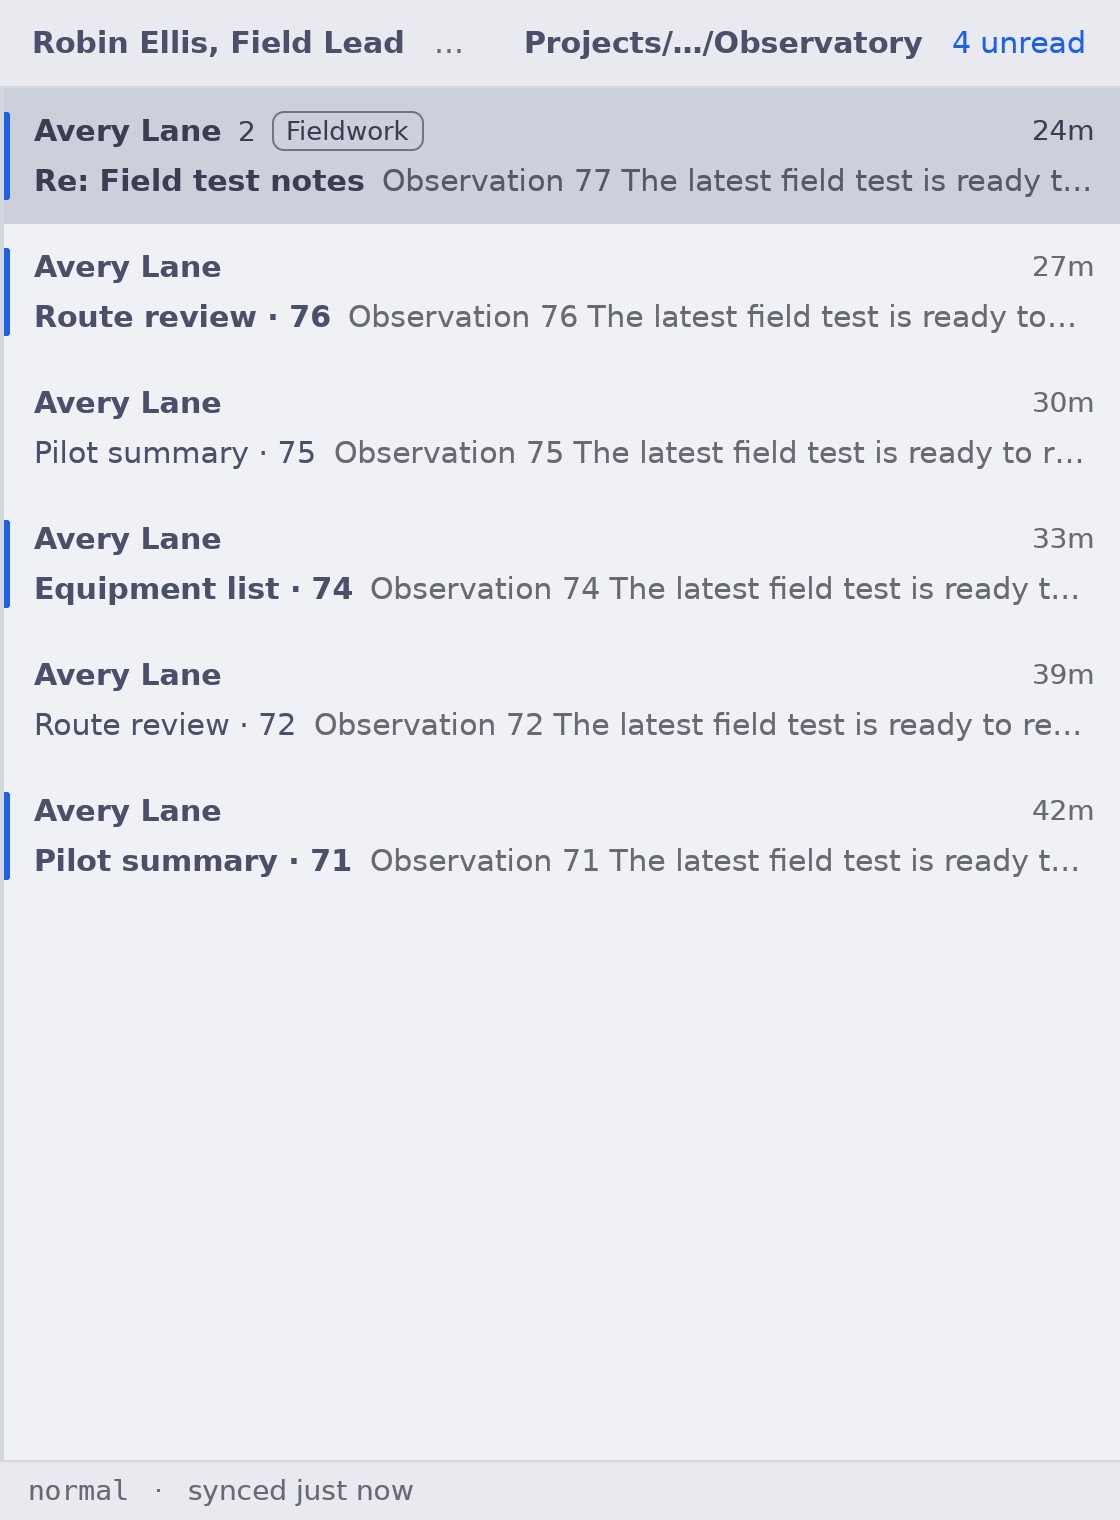 Robin Ellis, Field Lead … Projects/…/Observatory 4 unread
Avery Lane 2 Fieldwork 24m
Re: Field test notes Observation 77 The latest field test is ready t…
Avery Lane 27m
Route review · 76 Observation 76 The latest field test is ready to…
Avery Lane 30m
Pilot summary · 75 Observation 75 The latest field test is ready to r…
Avery Lane 33m
Equipment list · 74 Observation 74 The latest field test is ready t…
Avery Lane 39m
Route review · 72 Observation 72 The latest field test is ready to re…
Avery Lane 42m
Pilot summary · 71 Observation 71 The latest field test is ready t…
normal · synced just now